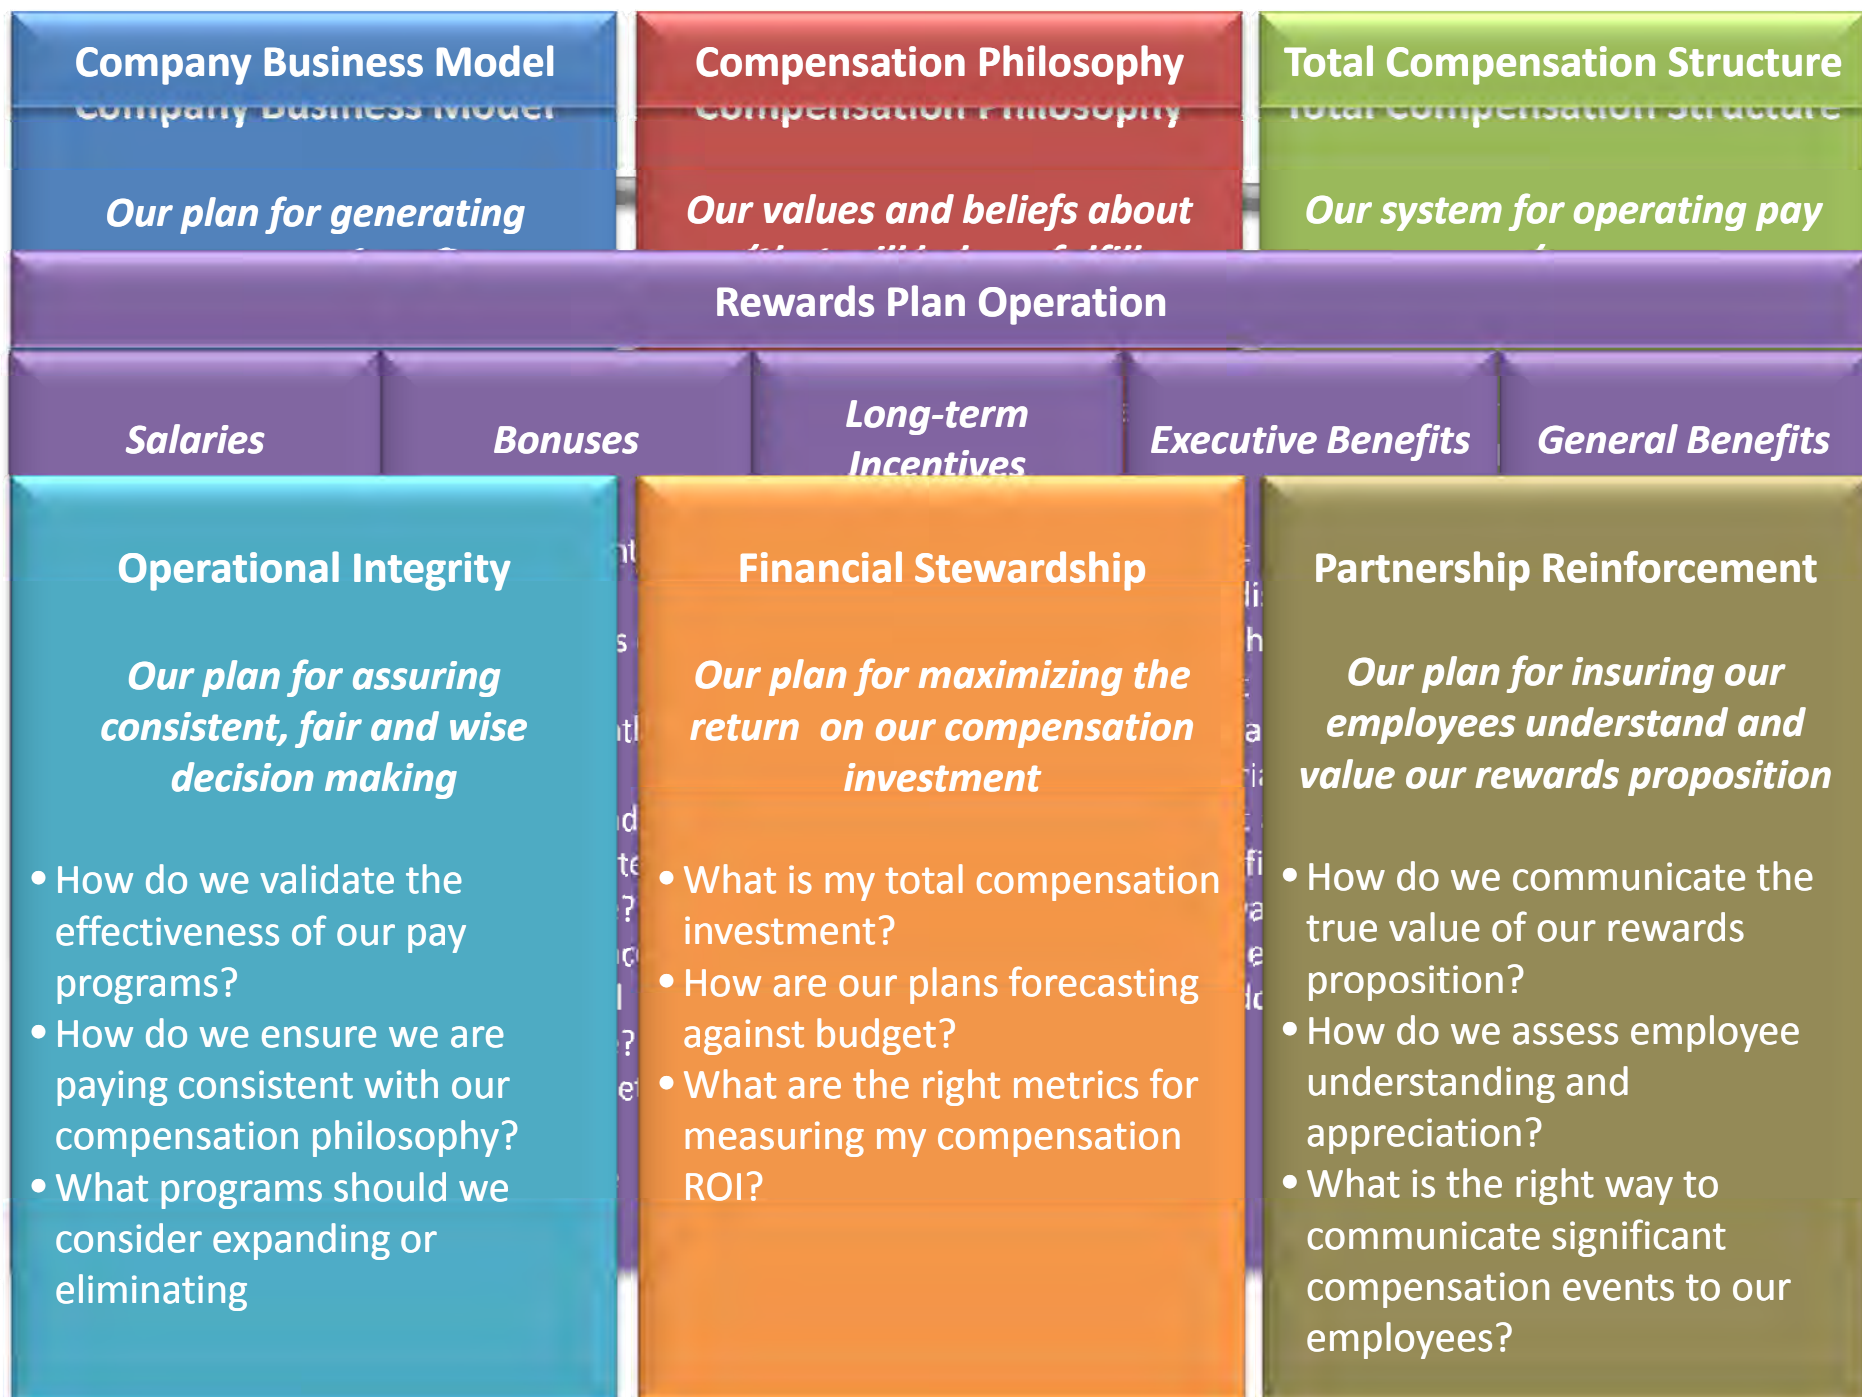 Company Business Model
Compensation Philosophy
Total Compensation Structure
Our plan for generating
Our values and beliefs about
Our system for operating pay
Rewards Plan Operation
Salaries
Bonuses
Long-term
Incentives
Executive Benefits
General Benefits
Operational Integrity
Our plan for assuring
consistent, fair and wise
decision making
• How do we validate the
effectiveness of our pay
programs?
• How do we ensure we are
paying consistent with our
compensation philosophy?
• What programs should we
consider expanding or
eliminating
Financial Stewardship
Our plan for maximizing the
return on our compensation
investment
• What is my total compensation
investment?
• How are our plans forecasting
against budget?
• What are the right metrics for
measuring my compensation
ROI?
Partnership Reinforcement
Our plan for insuring our
employees understand and
value our rewards proposition
• How do we communicate the
true value of our rewards
proposition?
• How do we assess employee
understanding and
appreciation?
• What is the right way to
communicate significant
compensation events to our
employees?